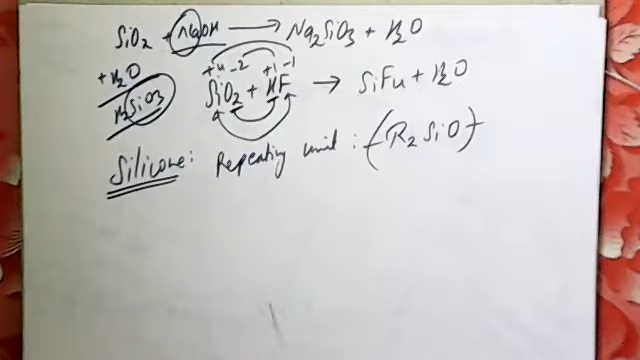 SiO2 + NaOH → Na2SiO3 + H2O
+ H2O
H2SiO3
+4 -2 +1 -1
SiO2 + HF → SiF4 + H2O
Silicone: Repeating unit: (R2SiO)